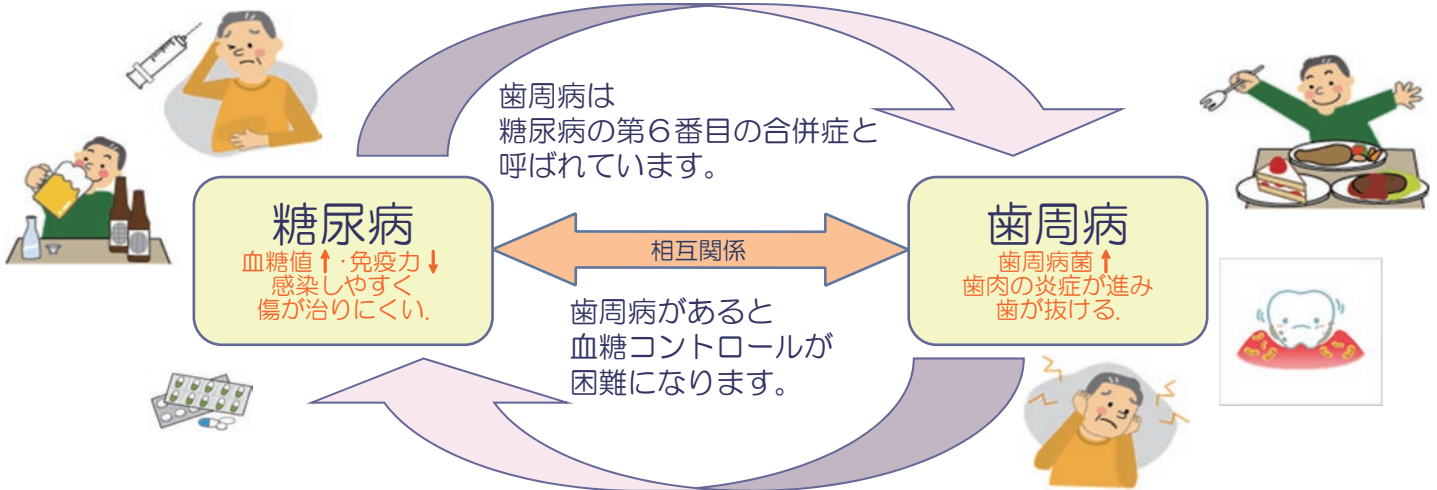 歯周病は
糖尿病の第6番目の合併症と
呼ばれています。
糖尿病
血糖値↑・免疫力↓
感染しやすく
傷が治りにくい.
相互関係
歯周病
歯周病菌↑
歯肉の炎症が進み
歯が抜ける.
歯周病があると
血糖コントロールが
困難になります。